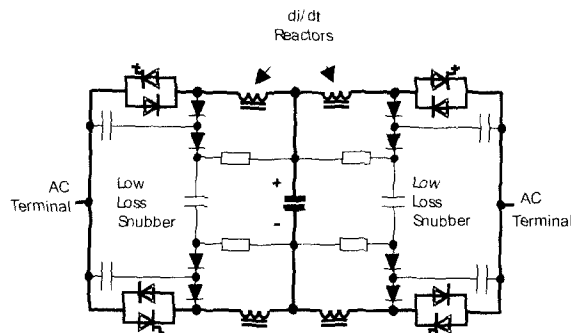 di/dt
Reactors
AC
Terminal
Low
Loss
Snubber
+
-
Low
Loss
Snubber
AC
Terminal